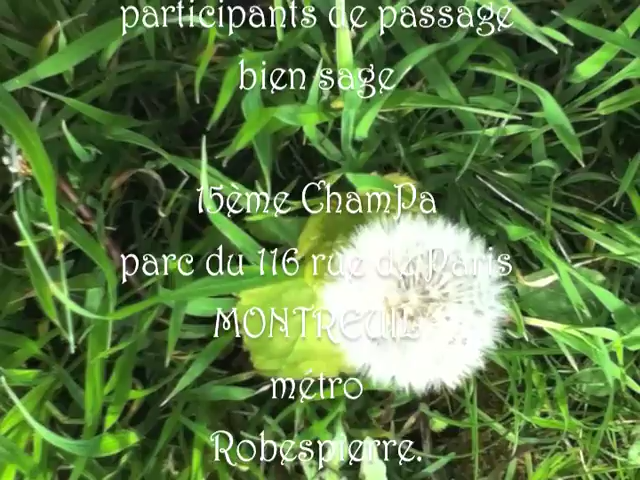 participants de passage
bien sage
15ème ChamPa
parc du 116 rue de Paris
MONTREUIL
métro
Robespierre.